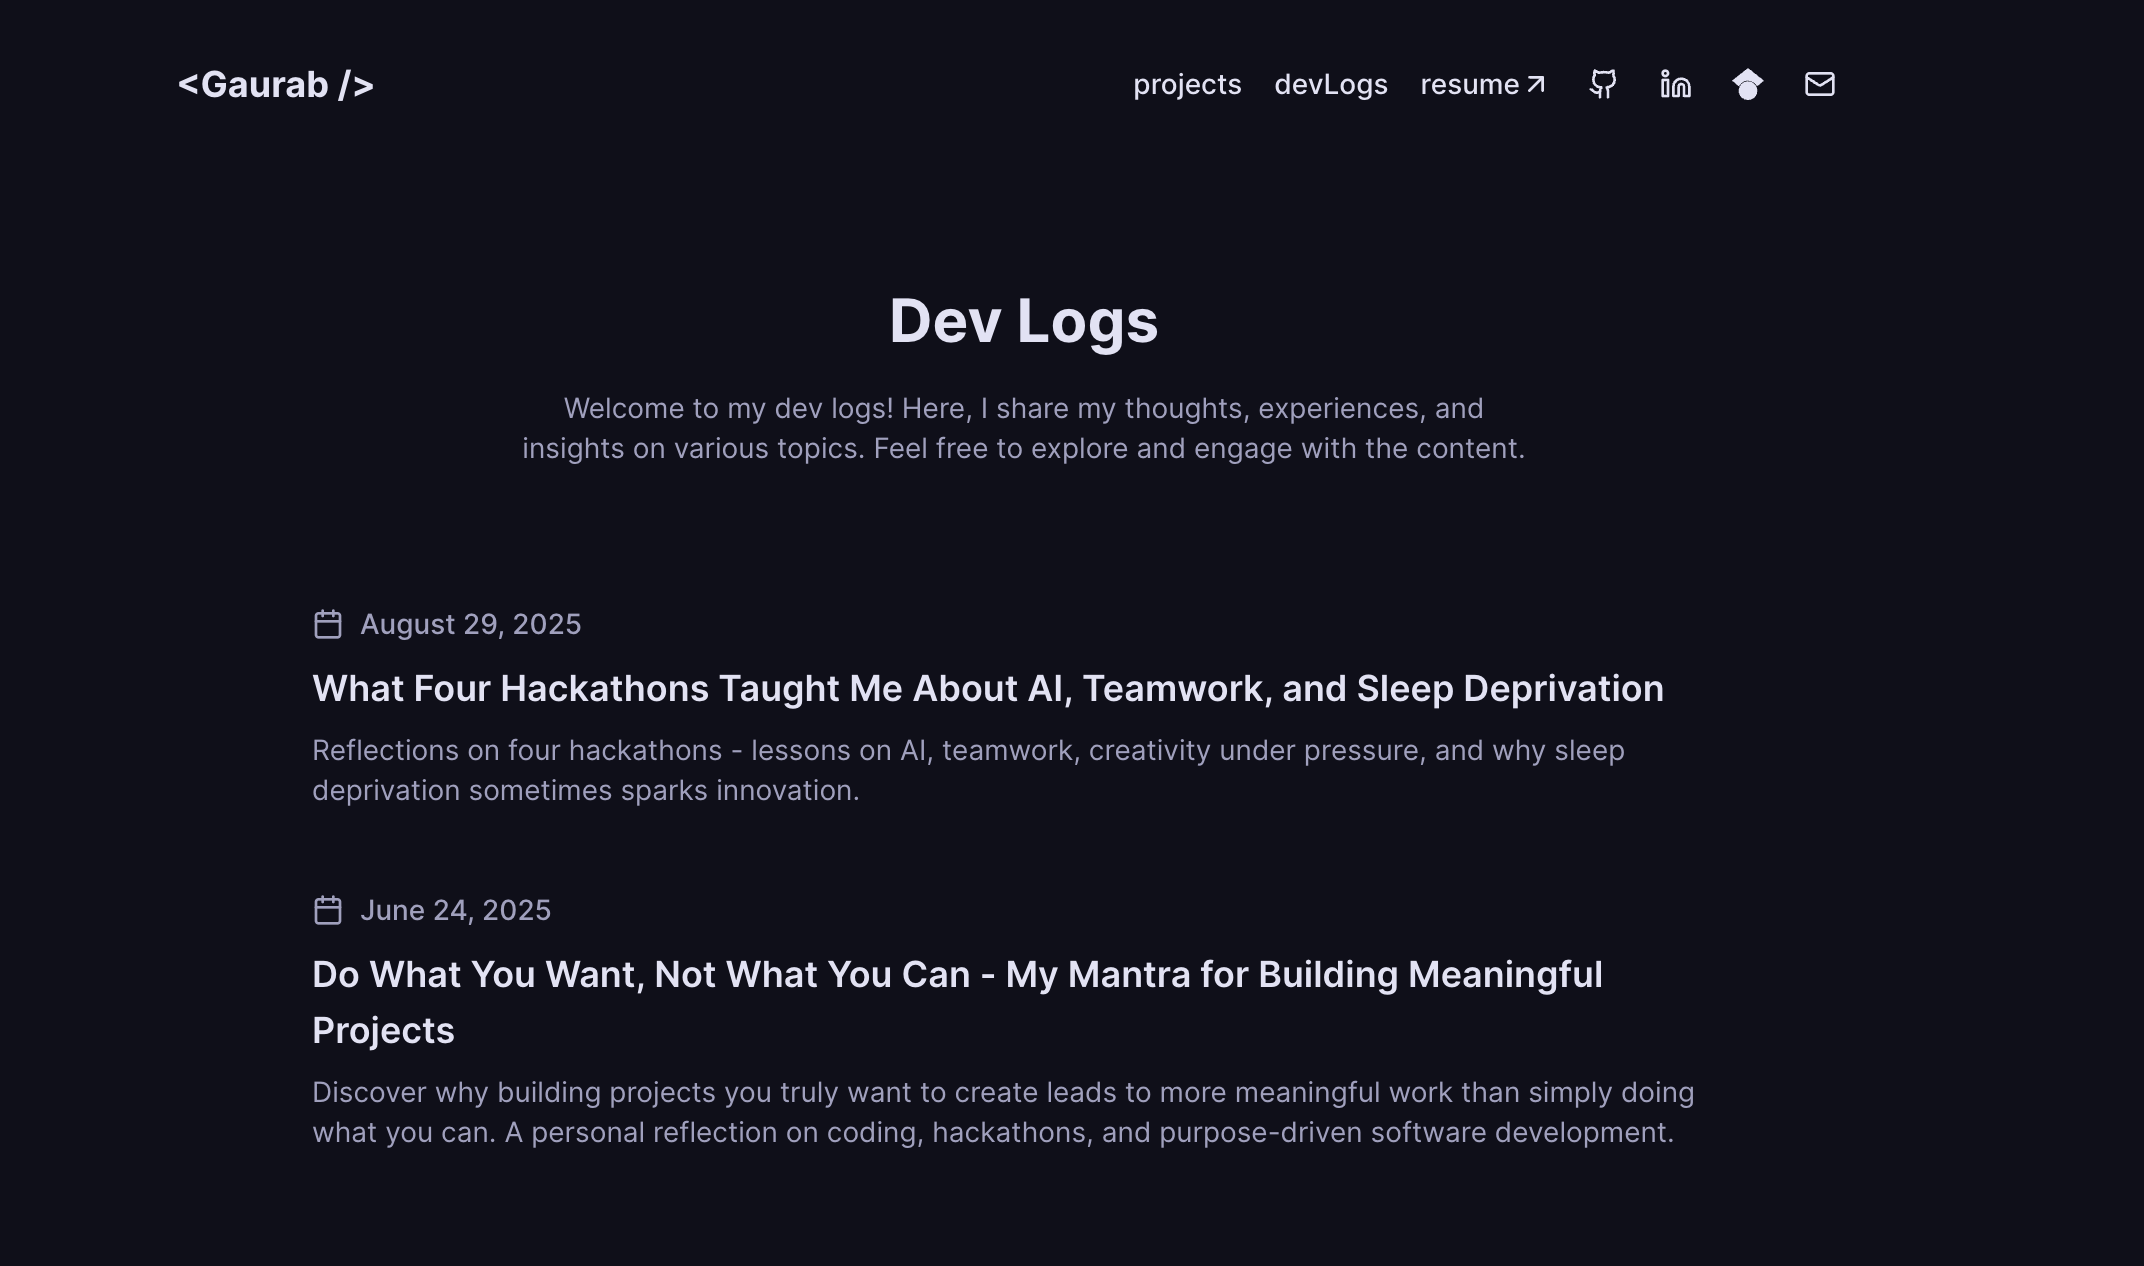 <Gaurab />
projects devLogs resume
Dev Logs
Welcome to my dev logs! Here, I share my thoughts, experiences, and
insights on various topics. Feel free to explore and engage with the content.
August 29, 2025
What Four Hackathons Taught Me About AI, Teamwork, and Sleep Deprivation
Reflections on four hackathons - lessons on AI, teamwork, creativity under pressure, and why sleep
deprivation sometimes sparks innovation.
June 24, 2025
Do What You Want, Not What You Can - My Mantra for Building Meaningful
Projects
Discover why building projects you truly want to create leads to more meaningful work than simply doing
what you can. A personal reflection on coding, hackathons, and purpose-driven software development.